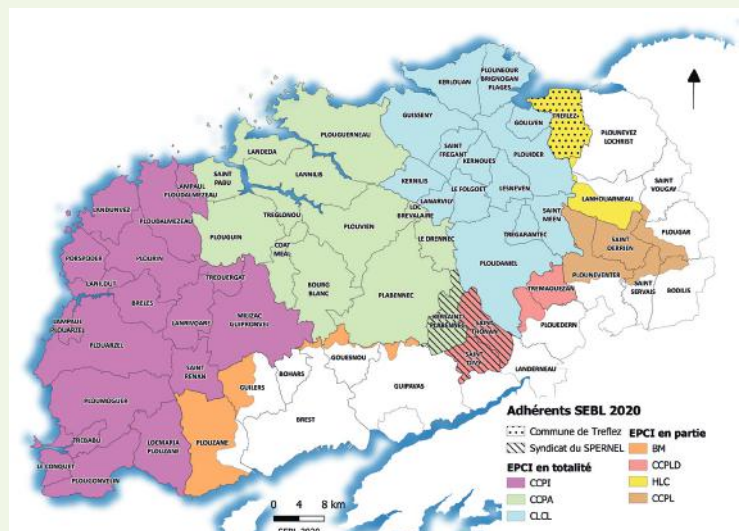 PLOUNEOUR
BRIGNOGAN
PLAGES
KERLOUAN
GUISSENY
GOULVEN
TREFLEZ
PLOUNEVEZ
LOCHRIST
PLOUGUERNEAU
LANDEDA
SAINT
FREGANT
PLOUIDER
KERNOUES
SAINT
VOUGAY
LANNILIS
SAINT
PABU
LAMPAUL
PLOUDALMEZEAU
KERNILIS
LE FOLGOET
LESNEVEN
LANHOUARNEAU
LANARVILY
LOC
BREVALAIRE
SAINT
MEEN
LANDUNVEZ
PLOUDALMEZEAU
TREGLONOU
PLOUVIEN
LE DRENNEC
TREGARANTEC
SAINT
DERRIEN
PLOUGAR
PLOUGUIN
COAT
MEAL
PLOUDANIEL
PLOUNEVENTER
PORSPODER
PLOURIN
TREOUERGAT
BOURG
BLANC
PLABENNEC
TREMAOUEZAN
SAINT
SERVAIS
BODILIS
LANILDUT
BRELES
LANRIVOARE
MILIZAC
GUIPRONVEL
KERSAINT
PLABENNEC
SAINT
THONAN
PLOUEDERN
LAMPAUL
PLOUARZEL
PLOUARZEL
GOUESNOU
SAINT
DIVY
LANDERNEAU
SAINT
RENAN
GUILERS
BOHARS
GUIPAVAS
PLOUMOGUER
BREST
PLOUZANE
TREBABU
LOCMARIA
PLOUZANE
LE CONQUET
PLOUGONVELIN
Adhérents SEBL 2020
Commune de Treflez
Syndicat du SPERNEL
EPCI en totalité
CCPI
CCPA
CLCL
EPCI en partie
BM
CCPLD
HLC
CCPL
0 4 8 km
SEBL 2020